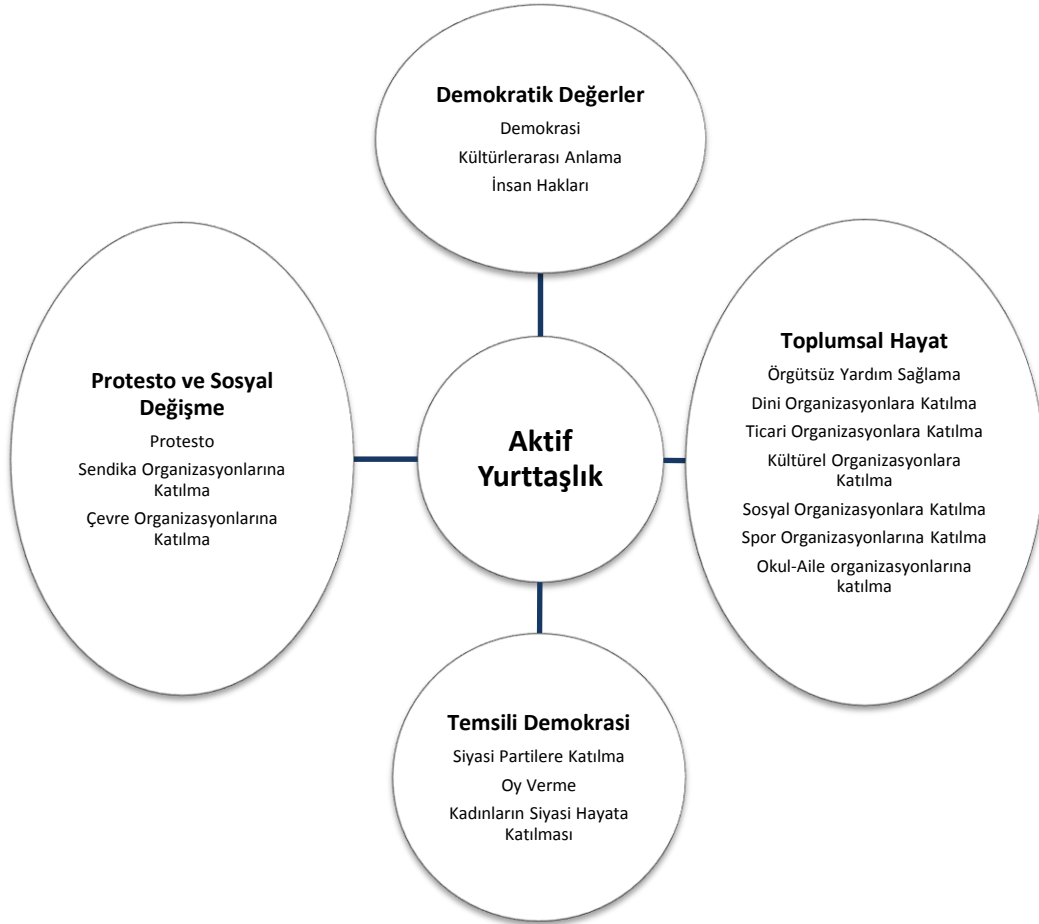 Demokratik Değerler
Demokrasi
Kültürlerarası Anlama
İnsan Hakları
Protesto ve Sosyal
Değişme
Protesto
Sendika Organizasyonlarına
Katılma
Çevre Organizasyonlarına
Katılma
Aktif
Yurttaşlık
Toplumsal Hayat
Örgütsüz Yardım Sağlama
Dini Organizasyonlara Katılma
Ticari Organizasyonlara Katılma
Kültürel Organizasyonlara
Katılma
Sosyal Organizasyonlara Katılma
Spor Organizasyonlarına Katılma
Okul-Aile organizasyonlarına
katılma
Temsili Demokrasi
Siyasi Partilere Katılma
Oy Verme
Kadınların Siyasi Hayata
Katılması